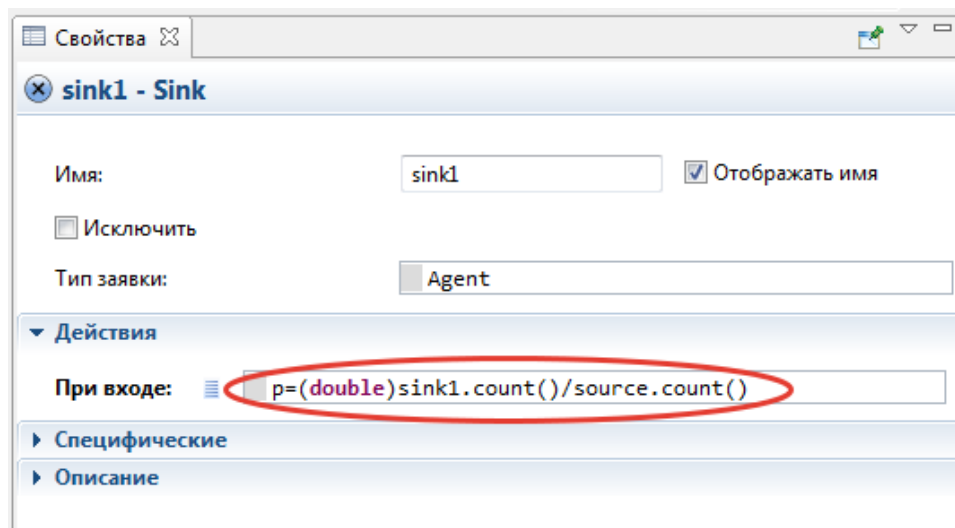 Свойства
sink1 - Sink
Имя: sink1 Отображать имя
Исключить
Тип заявки: Agent
Действия
При входе: p=(double)sink1.count()/source.count()
Специфические
Описание